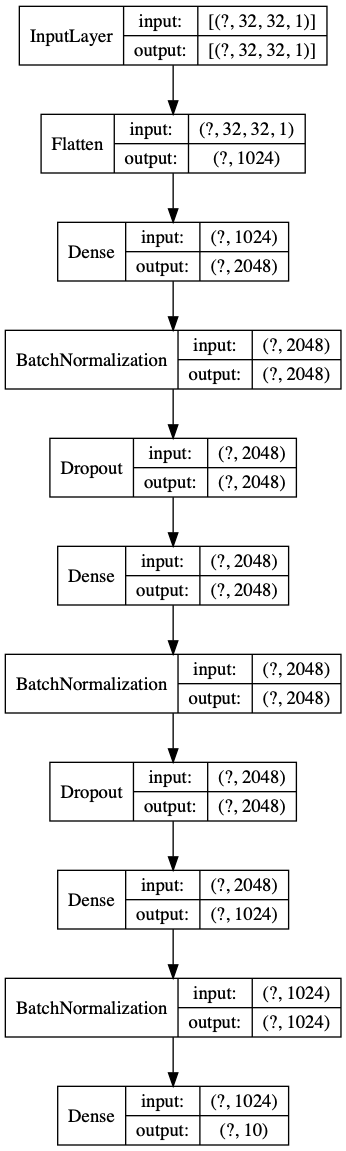 InputLayer input: [(?, 32, 32, 1)]
output: [(?, 32, 32, 1)]
Flatten input: (?, 32, 32, 1)
output: (?, 1024)
Dense input: (?, 1024)
output: (?, 2048)
BatchNormalization input: (?, 2048)
output: (?, 2048)
Dropout input: (?, 2048)
output: (?, 2048)
Dense input: (?, 2048)
output: (?, 2048)
BatchNormalization input: (?, 2048)
output: (?, 2048)
Dropout input: (?, 2048)
output: (?, 2048)
Dense input: (?, 2048)
output: (?, 1024)
BatchNormalization input: (?, 1024)
output: (?, 1024)
Dense input: (?, 1024)
output: (?, 10)